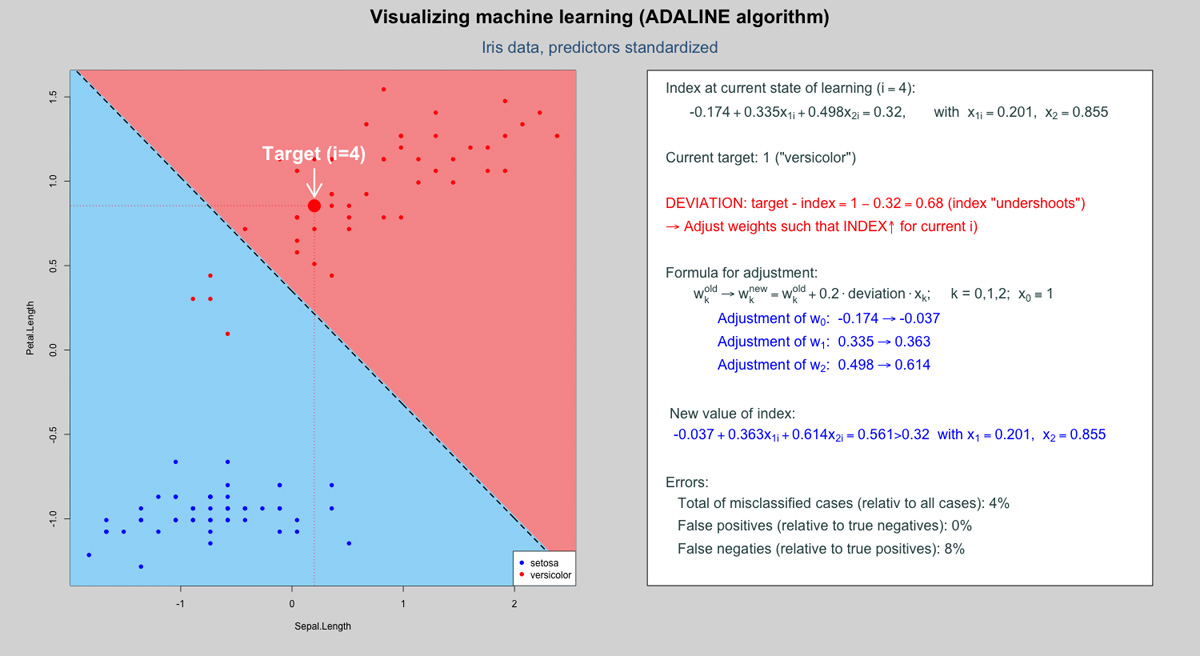 Visualizing machine learning (ADALINE algorithm)
Iris data, predictors standardized
Target (i=4)
1.5
1.0
0.5
0.0
-0.5
-1.0
Petal.Length
-1
0
1
2
Sepal.Length
setosa
versicolor
Index at current state of learning (i = 4):
-0.174 + 0.335x₁ᵢ + 0.498x₂ᵢ = 0.32, with x₁ᵢ = 0.201, x₂ = 0.855
Current target: 1 ("versicolor")
DEVIATION: target - index = 1 − 0.32 = 0.68 (index "undershoots")
→ Adjust weights such that INDEX↑ for current i)
Formula for adjustment:
wₖᵒˡᵈ → wₖⁿᵉʷ = wₖᵒˡᵈ + 0.2 · deviation · xₖ; k = 0,1,2; x₀ ≡ 1
Adjustment of w₀: -0.174 → -0.037
Adjustment of w₁: 0.335 → 0.363
Adjustment of w₂: 0.498 → 0.614
New value of index:
-0.037 + 0.363x₁ᵢ + 0.614x₂ᵢ = 0.561>0.32 with x₁ = 0.201, x₂ = 0.855
Errors:
Total of misclassified cases (relativ to all cases): 4%
False positives (relative to true negatives): 0%
False negaties (relative to true positives): 8%